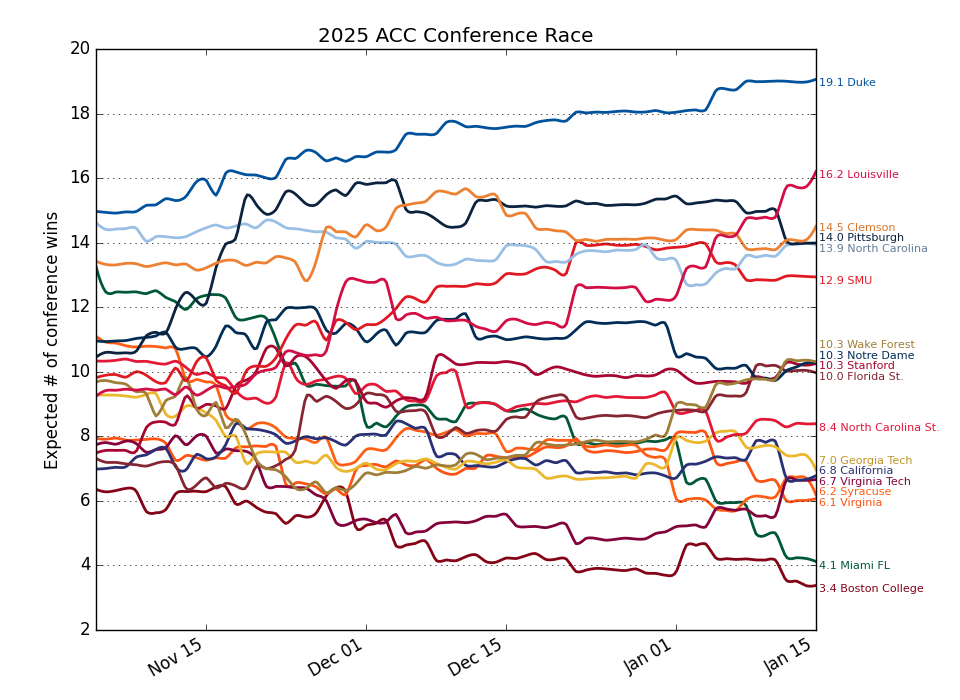 2025 ACC Conference Race
Expected # of conference wins
20
18
16
14
12
10
8
6
4
2
Nov 15
Dec 01
Dec 15
Jan 01
Jan 15
19.1 Duke
16.2 Louisville
14.5 Clemson
14.0 Pittsburgh
13.9 North Carolina
12.9 SMU
10.3 Wake Forest
10.3 Notre Dame
10.3 Stanford
10.0 Florida St.
8.4 North Carolina St.
7.0 Georgia Tech
6.8 California
6.7 Virginia Tech
6.2 Syracuse
6.1 Virginia
4.1 Miami FL
3.4 Boston College